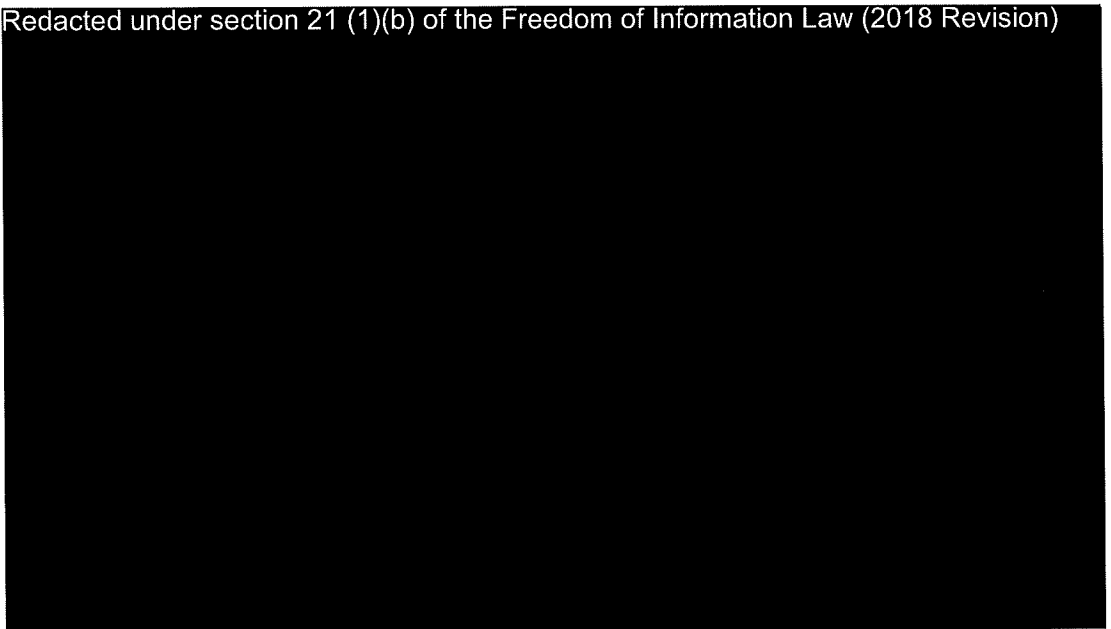 Redacted under section 21 (1)(b) of the Freedom of Information Law (2018 Revision)